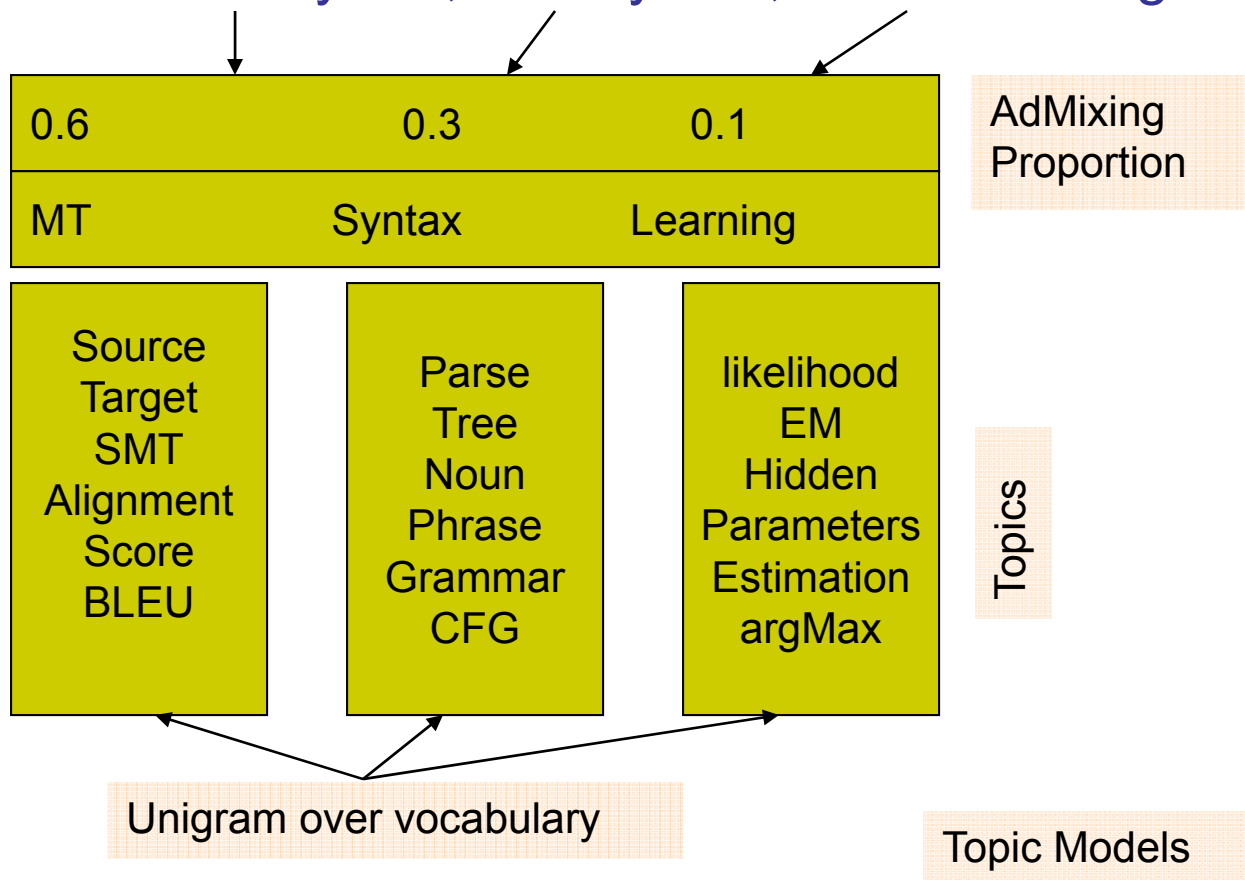 0.6 0.3 0.1
AdMixing
Proportion
MT Syntax Learning
Source
Target
SMT
Alignment
Score
BLEU
Parse
Tree
Noun
Phrase
Grammar
CFG
likelihood
EM
Hidden
Parameters
Estimation
argMax
Topics
Unigram over vocabulary
Topic Models